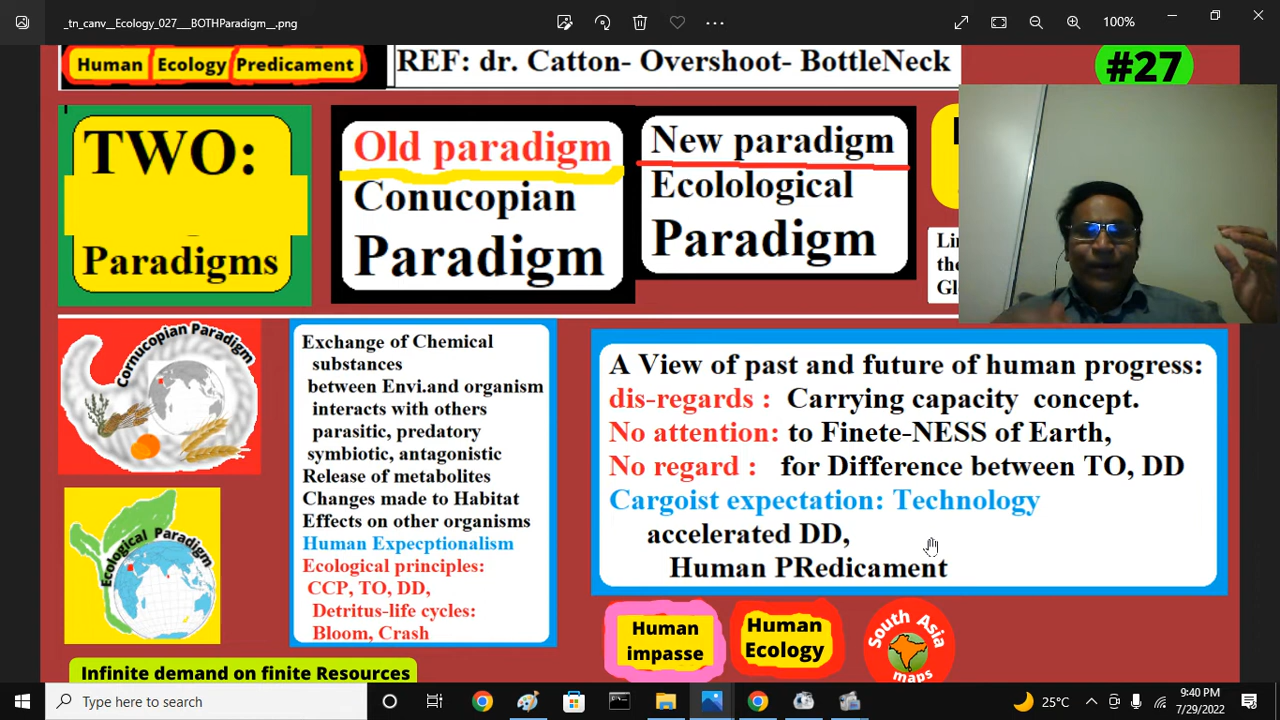 _tn_canv__Ecology_027___BOTHParadigm_.png
100%
Human Ecology Predicament
REF: dr. Catton- Overshoot- BottleNeck
#27
TWO:
Paradigms
Old paradigm
Conucopian
Paradigm
New paradigm
Ecolological
Paradigm
Cornucopian Paradigm
Ecological Paradigm
Exchange of Chemical
substances
between Envi.and organism
interacts with others
parasitic, predatory
symbiotic, antagonistic
Release of metabolites
Changes made to Habitat
Effects on other organisms
Human Expecptionalism
Ecological principles:
CCP, TO, DD,
Detritus-life cycles:
Bloom, Crash
A View of past and future of human progress:
dis-regards : Carrying capacity concept.
No attention: to Finete-NESS of Earth,
No regard : for Difference between TO, DD
Cargoist expectation: Technology
accelerated DD,
Human PRedicament
Human
impasse
Human
Ecology
South Asia
maps
Infinite demand on finite Resources
Type here to search
25°C
9:40 PM
7/29/2022